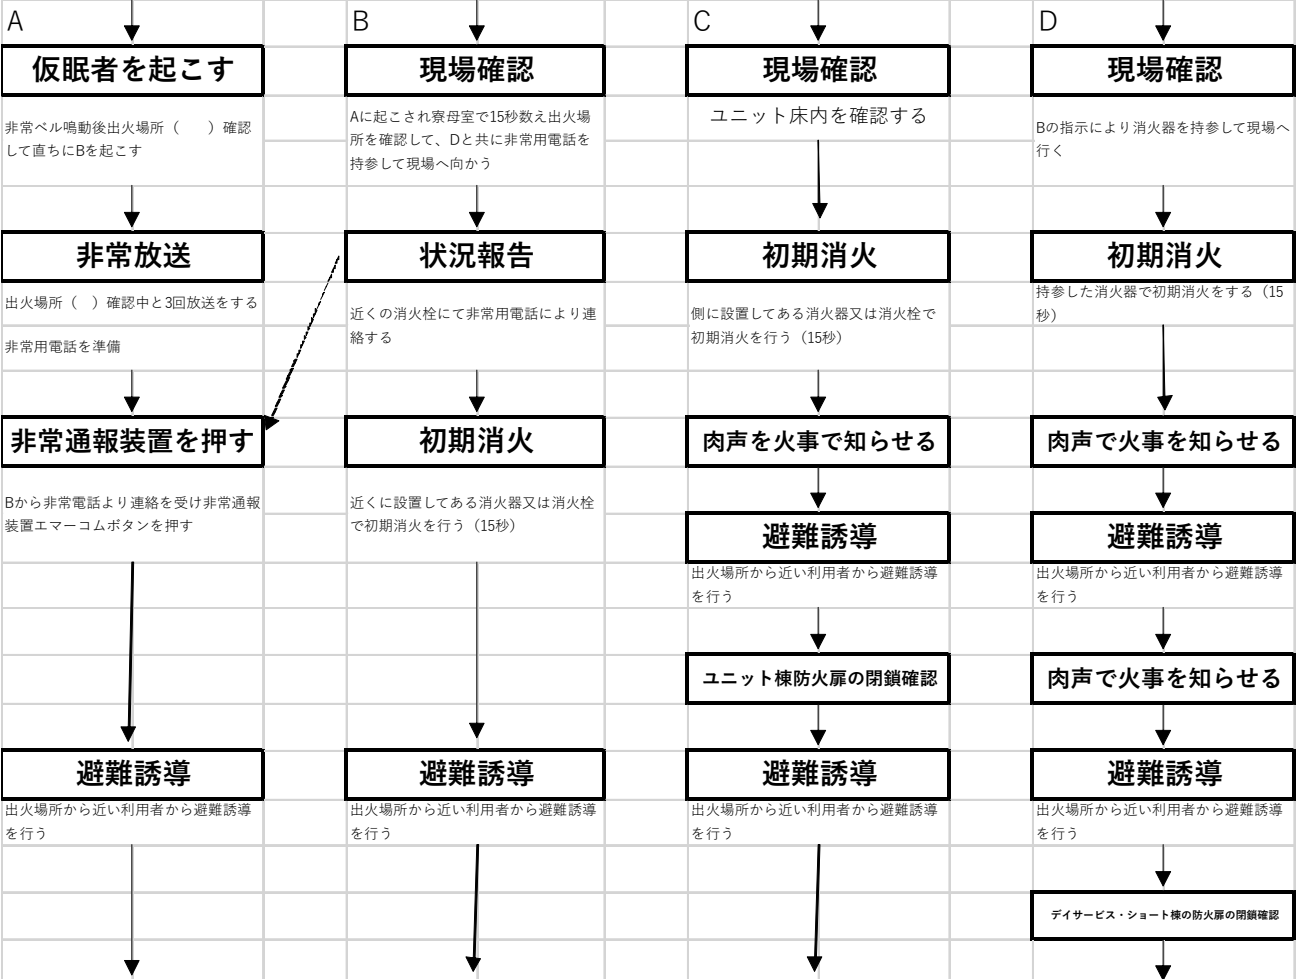 A
仮眠者を起こす
非常ベル鳴動後出火場所（　　）確認
して直ちにBを起こす
非常放送
出火場所（　）確認中と3回放送をする
非常用電話を準備
非常通報装置を押す
Bから非常電話より連絡を受け非常通報
装置エマーコムボタンを押す
避難誘導
出火場所から近い利用者から避難誘導
を行う
B
現場確認
Aに起こされ寮母室で15秒数え出火場
所を確認して、Dと共に非常用電話を
持参して現場へ向かう
状況報告
近くの消火栓にて非常用電話により連
絡する
初期消火
近くに設置してある消火器又は消火栓
で初期消火を行う（15秒）
避難誘導
出火場所から近い利用者から避難誘導
を行う
C
現場確認
ユニット床内を確認する
初期消火
側に設置してある消火器又は消火栓で
初期消火を行う（15秒）
肉声を火事で知らせる
避難誘導
出火場所から近い利用者から避難誘導
を行う
ユニット棟防火扉の閉鎖確認
避難誘導
出火場所から近い利用者から避難誘導
を行う
D
現場確認
Bの指示により消火器を持参して現場へ
行く
初期消火
持参した消火器で初期消火をする（15
秒）
肉声で火事を知らせる
避難誘導
出火場所から近い利用者から避難誘導
を行う
肉声で火事を知らせる
避難誘導
出火場所から近い利用者から避難誘導
を行う
デイサービス・ショート棟の防火扉の閉鎖確認